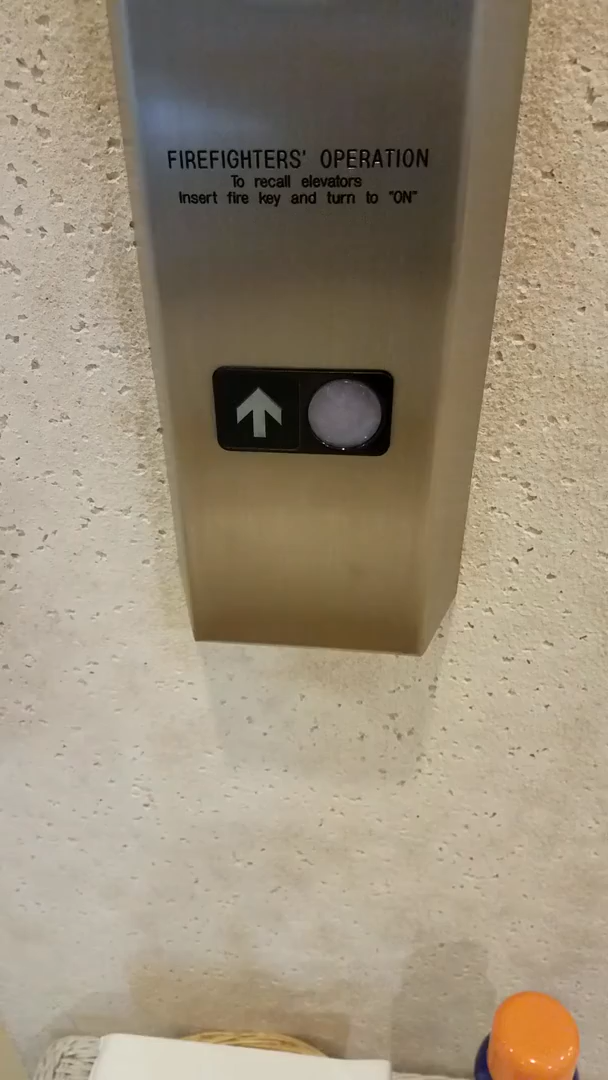 FIREFIGHTERS' OPERATION
To recall elevators
Insert fire key and turn to "ON"